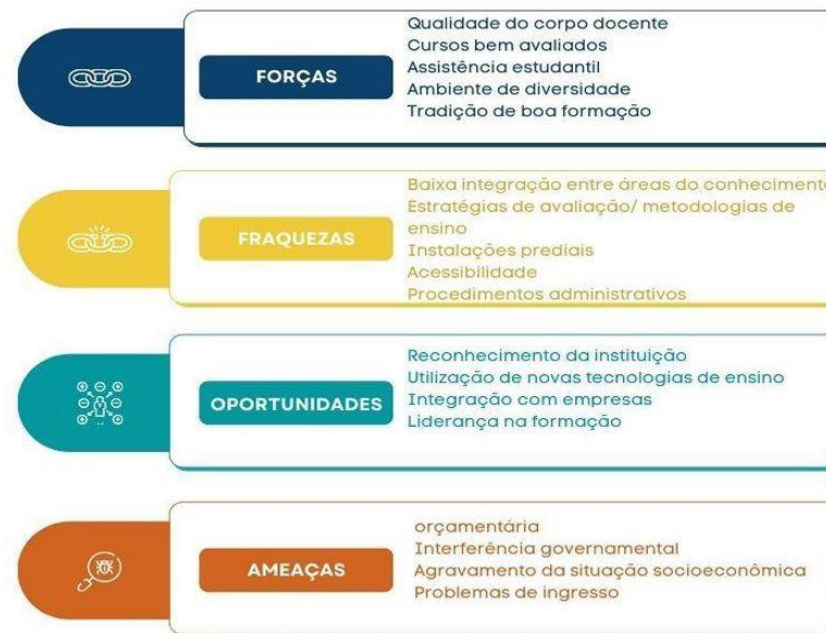 FORÇAS
Qualidade do corpo docente
Cursos bem avaliados
Assistência estudantil
Ambiente de diversidade
Tradição de boa formação
FRAQUEZAS
Baixa integração entre áreas do conhecimento
Estratégias de avaliação/ metodologias de
ensino
Instalações prediais
Acessibilidade
Procedimentos administrativos
OPORTUNIDADES
Reconhecimento da instituição
Utilização de novas tecnologias de ensino
Integração com empresas
Liderança na formação
AMEAÇAS
orçamentária
Interferência governamental
Agravamento da situação socioeconômica
Problemas de ingresso